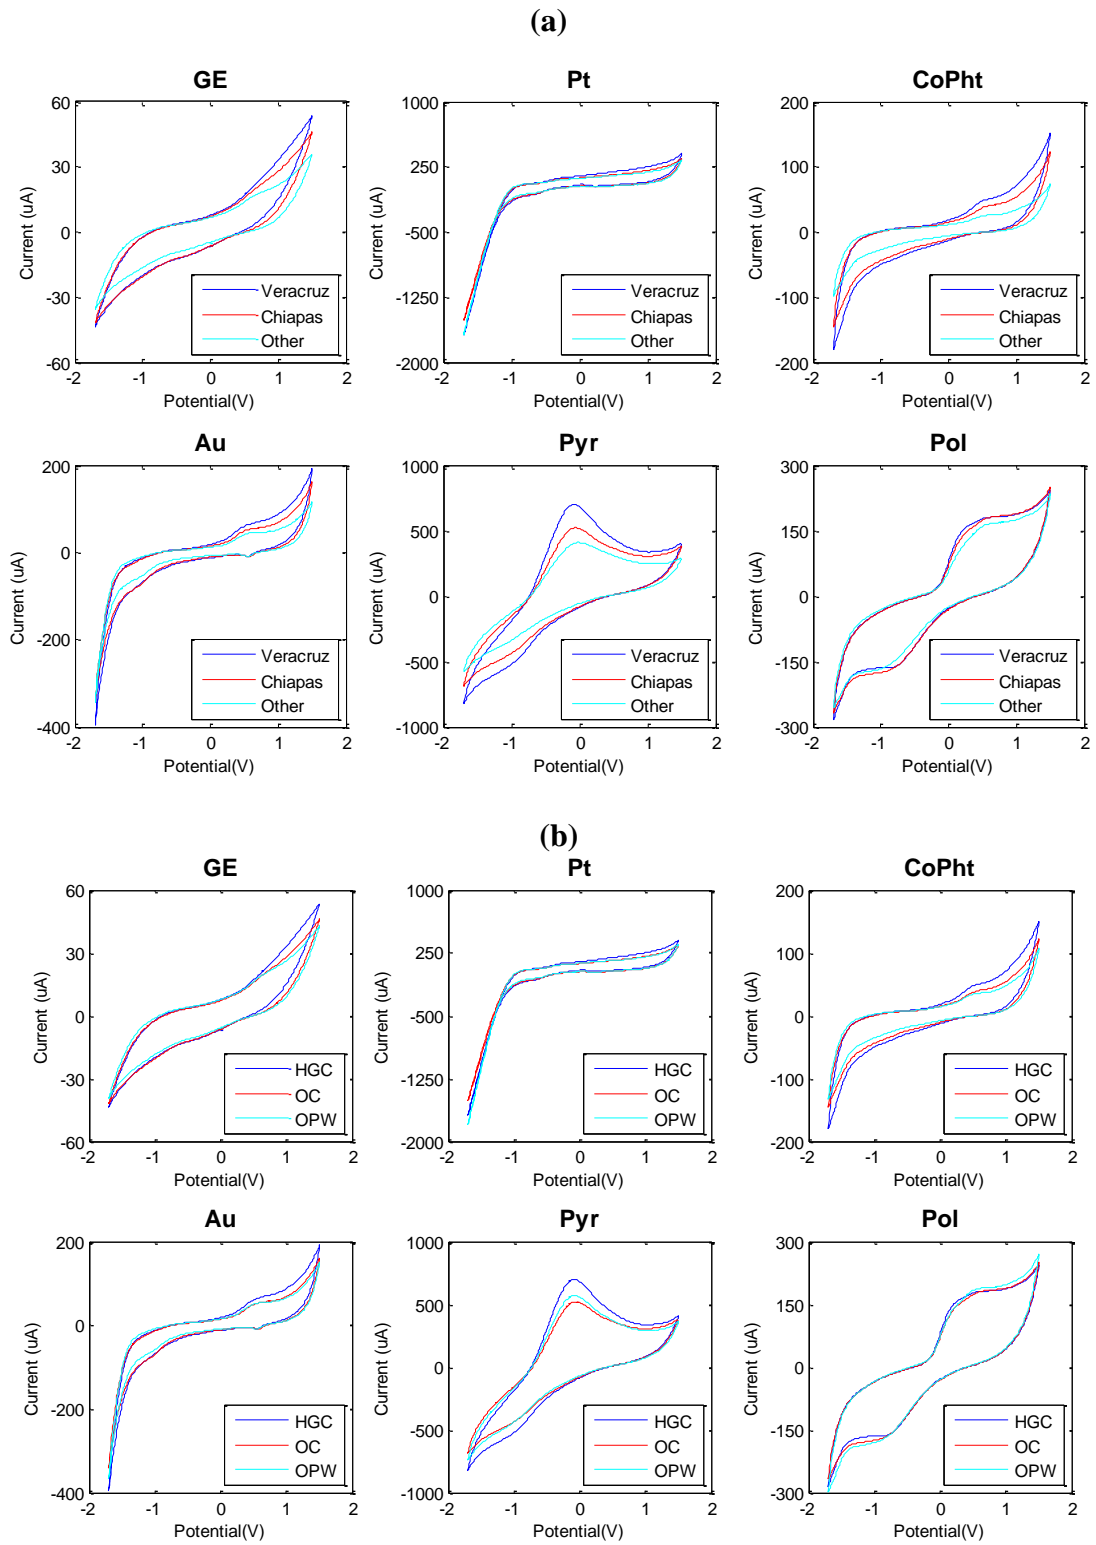 (a)
GE
Pt
CoPht
60
30
0
-30
-60
-2
-1
0
1
2
Current (uA)
Potential(V)
Veracruz
Chiapas
Other
1000
250
-500
-1250
-2000
-2
-1
0
1
2
Current (uA)
Potential(V)
Veracruz
Chiapas
Other
200
100
0
-100
-200
-2
-1
0
1
2
Current (uA)
Potential(V)
Veracruz
Chiapas
Other
Au
Pyr
Pol
200
0
-200
-400
-2
-1
0
1
2
Current (uA)
Potential(V)
Veracruz
Chiapas
Other
1000
500
0
-500
-1000
-2
-1
0
1
2
Current (uA)
Potential(V)
Veracruz
Chiapas
Other
300
150
0
-150
-300
-2
-1
0
1
2
Current (uA)
Potential(V)
Veracruz
Chiapas
Other
(b)
GE
Pt
CoPht
60
30
0
-30
-60
-2
-1
0
1
2
Current (uA)
Potential(V)
HGC
OC
OPW
1000
250
-500
-1250
-2000
-2
-1
0
1
2
Current (uA)
Potential(V)
HGC
OC
OPW
200
100
0
-100
-200
-2
-1
0
1
2
Current (uA)
Potential(V)
HGC
OC
OPW
Au
Pyr
Pol
200
0
-200
-400
-2
-1
0
1
2
Current (uA)
Potential(V)
HGC
OC
OPW
1000
500
0
-500
-1000
-2
-1
0
1
2
Current (uA)
Potential(V)
HGC
OC
OPW
300
150
0
-150
-300
-2
-1
0
1
2
Current (uA)
Potential(V)
HGC
OC
OPW